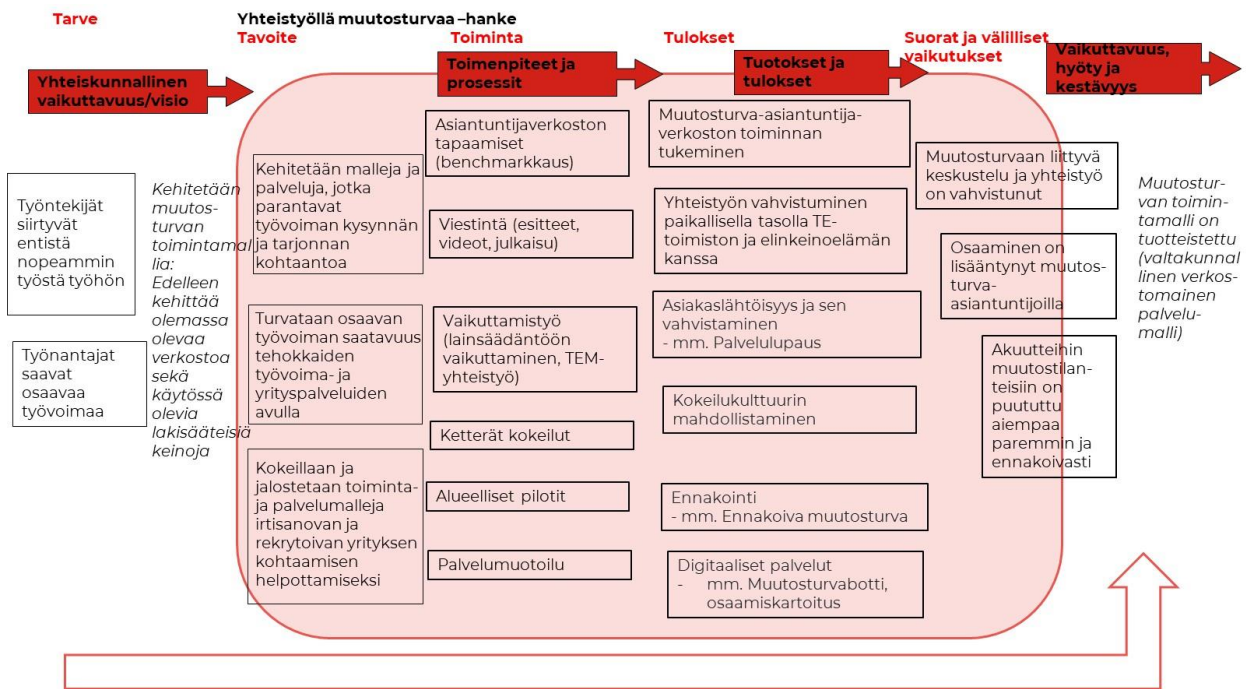 Tarve
Yhteistyöllä muutosturvaa –hanke
Tavoite
Toiminta
Tulokset
Suorat ja välilliset
vaikutukset
Yhteiskunnallinen
vaikuttavuus/visio
Toimenpiteet ja
prosessit
Tuotokset ja
tulokset
Vaikuttavuus,
hyöty ja
kestävyys
Työntekijät
siirtyvät
entistä
nopeammin
työstä työhön
Työnantajat
saavat
osaavaa
työvoimaa
Kehitetään
muutos-
turvan
toimintamal
lia:
Edelleen
kehittää
olemassa
olevaa
verkostoa
sekä
käytössä
olevia
lakisääteisiä
keinoja
Kehitetään malleja ja
palveluja, jotka
parantavat
työvoiman kysynnän
ja tarjonnan
kohtaantoa
Turvataan osaavan
työvoiman saatavuus
tehokkaiden
työvoima- ja
yrityspalveluiden
avulla
Kokeillaan ja
jalostetaan toiminta-
ja palvelumalleja
irtisanovan ja
rekrytoivan yrityksen
kohtaamisen
helpottamiseksi
Asiantuntijaverkoston
tapaamiset
(benchmarkkaus)
Viestintä (esitteet,
videot, julkaisu)
Vaikuttamistyö
(lainsäädäntöön
vaikuttaminen, TEM-
yhteistyö)
Ketterät kokeilut
Alueelliset pilotit
Palvelumuotoilu
Muutosturva-asiantuntija-
verkoston toiminnan
tukeminen
Yhteistyön vahvistuminen
paikallisella tasolla TE-
toimiston ja elinkeinoelämän
kanssa
Asiakaslähtöisyys ja sen
vahvistaminen
- mm. Palvelulupaus
Kokeilukulttuurin
mahdollistaminen
Ennakointi
- mm. Ennakoiva muutosturva
Digitaaliset palvelut
- mm. Muutosturvabotti,
osaamiskartoitus
Muutosturvaan liittyvä
keskustelu ja yhteistyö
on vahvistunut
Osaaminen on
lisääntynyt muutos-
turva-
asiantuntijoilla
Akuutteihin
muutostilan-
teisiin on
puututtu
aiempaa
paremmin ja
ennakoivasti
Muutostur-
van toimin-
tamalli on
tuotteistettu
(valtakunnal
linen verkos-
tomainen
palvelu-
malli)